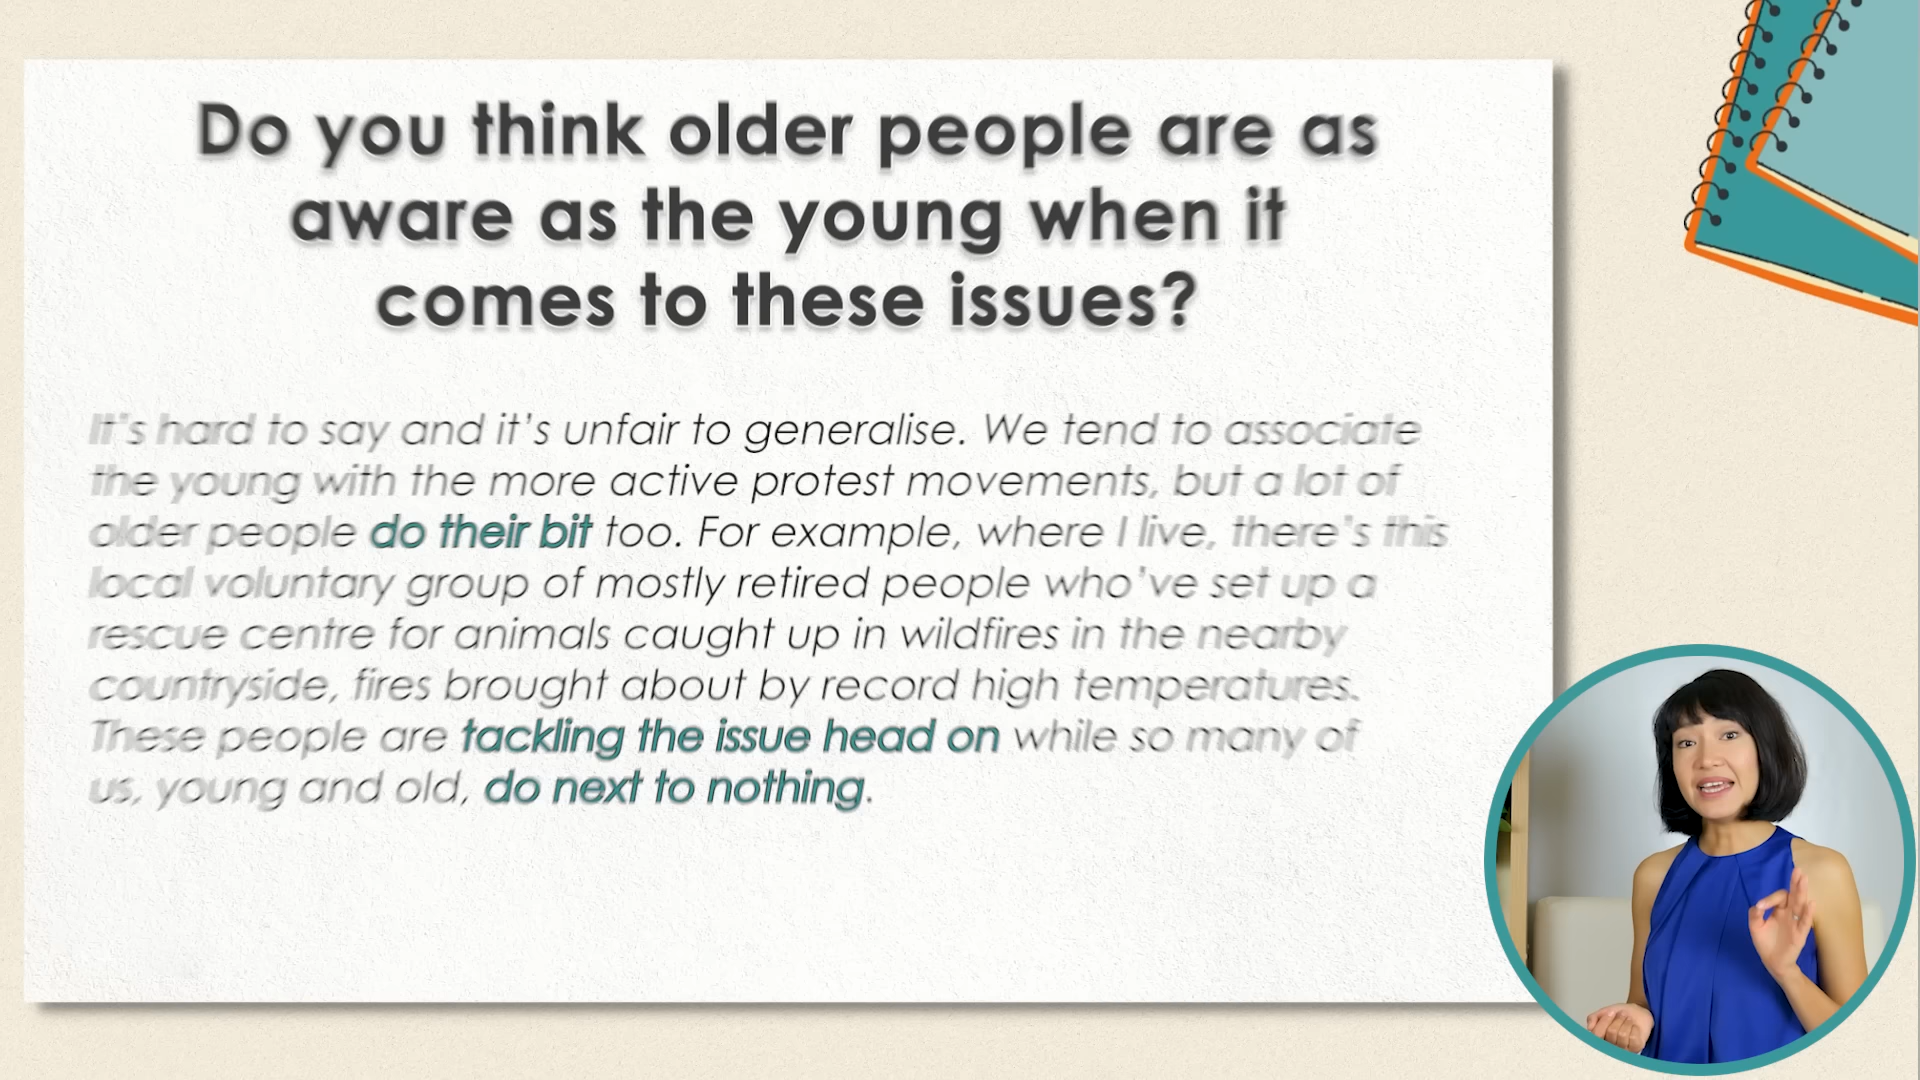 Do you think older people are as
aware as the young when it
comes to these issues?
It's hard to say and it's unfair to generalise. We tend to associate
the young with the more active protest movements, but a lot of
older people do their bit too. For example, where I live, there's this
local voluntary group of mostly retired people who've set up a
rescue centre for animals caught up in wildfires in the nearby
countryside, fires brought about by record high temperatures.
These people are tackling the issue head on while so many of
us, young and old, do next to nothing.